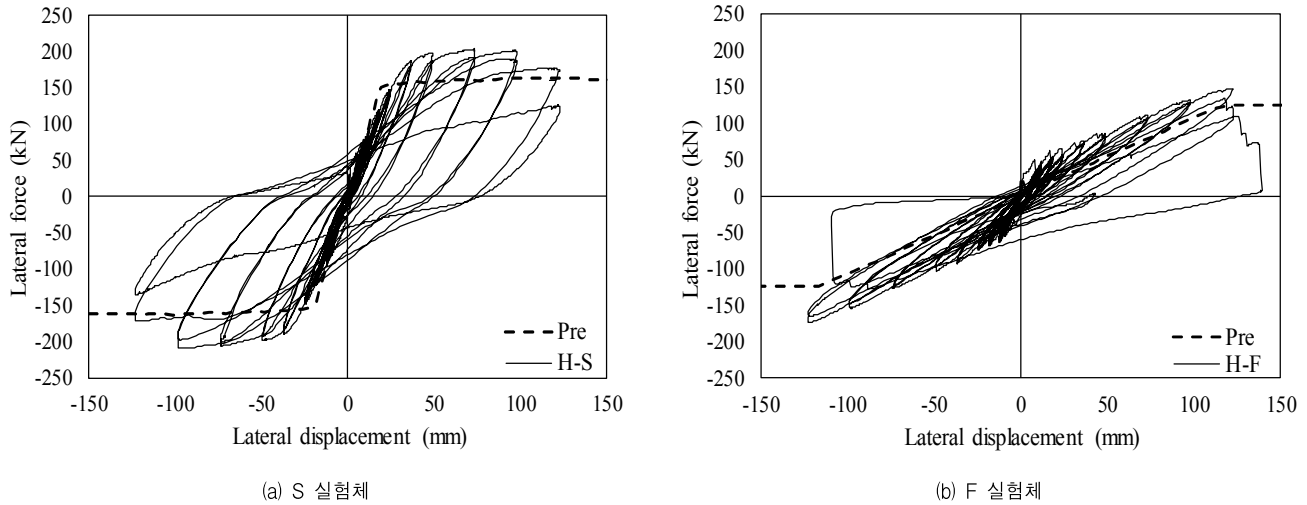 250
200
150
100
50
0
-50
-100
-150
-200
-250
Lateral force (kN)
-150 -100 -50 0 50 100 150
Lateral displacement (mm)
Pre
H-S
(a) S 실험체
250
200
150
100
50
0
-50
-100
-150
-200
-250
Lateral force (kN)
-150 -100 -50 0 50 100 150
Lateral displacement (mm)
Pre
H-F
(b) F 실험체